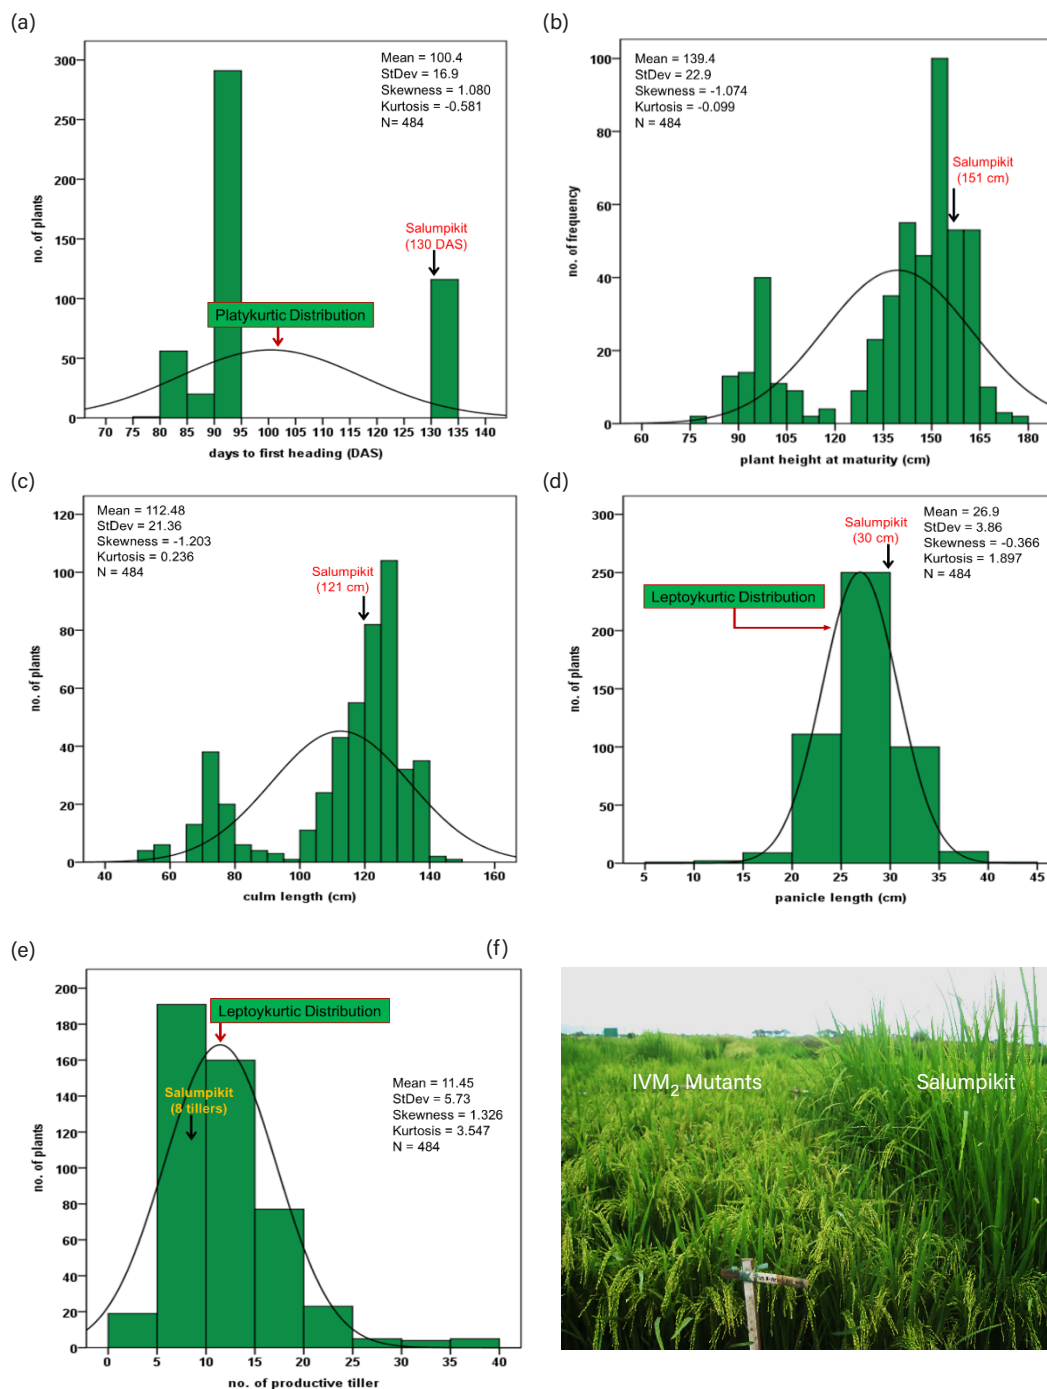 (a)
Mean = 100.4
StDev = 16.9
Skewness = 1.080
Kurtosis = -0.581
N= 484
Salumpikit
(130 DAS)
Platykurtic Distribution
no. of plants
300
250
200
150
100
50
0
70 75 80 85 90 95 100 105 110 115 120 125 130 135 140
days to first heading (DAS)
(b)
Mean = 139.4
StDev = 22.9
Skewness = -1.074
Kurtosis = -0.099
N = 484
Salumpikit
(151 cm)
no. of frequency
100
80
60
40
20
0
60 75 90 105 120 135 150 165 180
plant height at maturity (cm)
(c)
Mean = 112.48
StDev = 21.36
Skewness = -1.203
Kurtosis = 0.236
N = 484
Salumpikit
(121 cm)
no. of plants
120
100
80
60
40
20
0
40 60 80 100 120 140 160
culm length (cm)
(d)
Mean = 26.9
StDev = 3.86
Skewness = -0.366
Kurtosis = 1.897
N = 484
Salumpikit
(30 cm)
Leptoykurtic Distribution
no. of plants
300
250
200
150
100
50
0
5 10 15 20 25 30 35 40 45
panicle length (cm)
(e)
Leptoykurtic Distribution
Salumpikit
(8 tillers)
Mean = 11.45
StDev = 5.73
Skewness = 1.326
Kurtosis = 3.547
N = 484
no. of plants
200
180
160
140
120
100
80
60
40
20
0
0 5 10 15 20 25 30 35 40
no. of productive tiller
(f)
IVM2 Mutants
Salumpikit